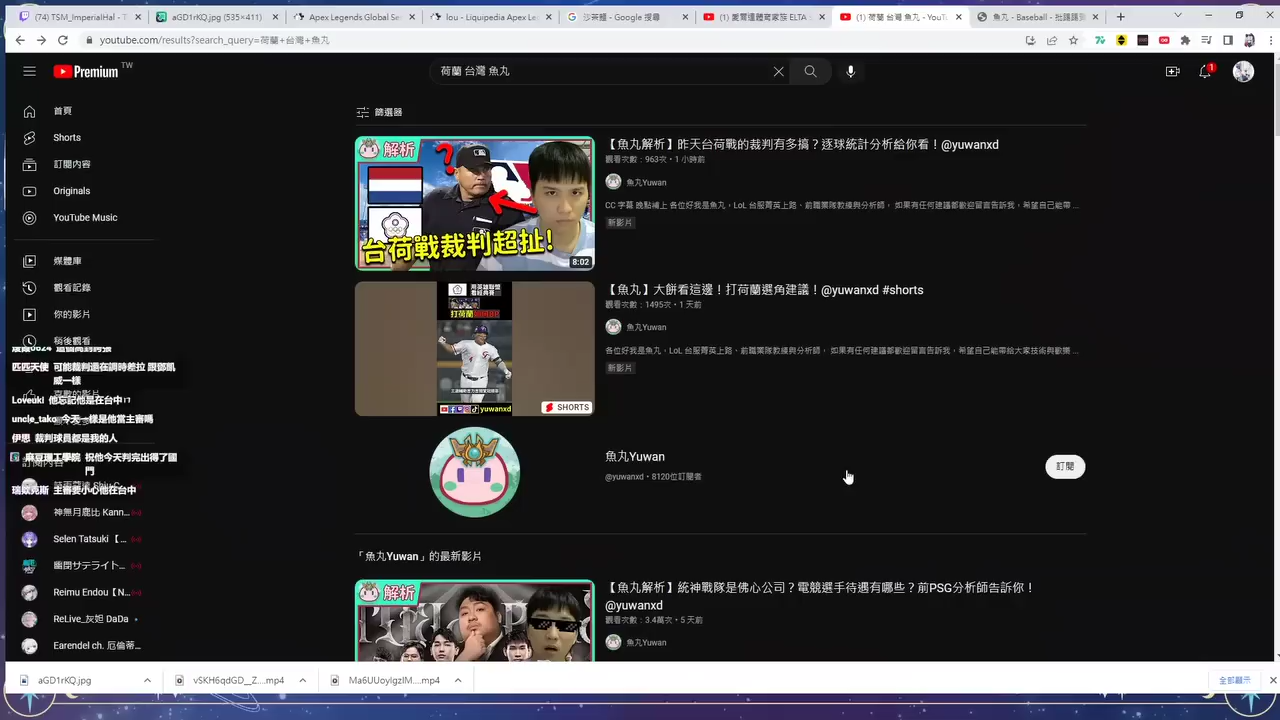 (74) TSM_ImperialHal - T
aGD1rKQ.jpg (535×411)
Apex Legends Global Se
lou - Liquipedia Apex Le
沙茶麵 - Google 搜尋
(1) 愛爾達體育家族 ELTA
(1) 荷蘭 台灣 魚丸 - YouTu
魚丸 - Baseball - 批踢踢實
youtube.com/results?search_query=荷蘭+台灣+魚丸
Premium TW
荷蘭 台灣 魚丸
1
首頁
Shorts
訂閱內容
Originals
YouTube Music
媒體庫
觀看記錄
你的影片
稍後觀看
匹匹天使 可能裁判還在調時差拉 跟鄧凱
威一樣
喜歡的影片
Loveuki 他忘記他是在台中
uncle_tako 今天一樣是他當主審嗎
伊思 裁判球員都是我的人
麻豆理工學院 祝他今天判完出得了國
門
訂閱內容
主審要小心他在台中
神無月鹿比 Kann...
Selen Tatsuki【 ...
幽閉サテライト...
Reimu Endou【N...
ReLive_灰妲 DaDa
Earendel ch. 厄倫蒂...
篩選器
解析
?
台荷戰裁判超扯!
8:02
【魚丸解析】昨天台荷戰的裁判有多搞？逐球統計分析給你看！@yuwanxd
觀看次數：963次・1 小時前
魚丸Yuwan
CC 字幕 晚點補上 各位好我是魚丸，LoL 台服菁英上路、前職業隊教練與分析師， 如果有任何建議都歡迎留言告訴我，希望自己能帶 ...
新影片
打荷蘭
yuwanxd
SHORTS
【魚丸】大餅看這邊！打荷蘭選角建議！@yuwanxd #shorts
觀看次數：1495次・1 天前
魚丸Yuwan
各位好我是魚丸，LoL 台服菁英上路、前職業隊教練與分析師， 如果有任何建議都歡迎留言告訴我，希望自己能帶給大家技術與歡樂 ...
新影片
魚丸Yuwan
@yuwanxd・8120位訂閱者
訂閱
「魚丸Yuwan」的最新影片
解析
【魚丸解析】統神戰隊是佛心公司？電競選手待遇有哪些？前PSG分析師告訴你！
@yuwanxd
觀看次數：3.4萬次・5 天前
魚丸Yuwan
aGD1rKQ.jpg
vSKH6qdGD__Z....mp4
Ma6UUoyIgzIM....mp4
全部顯示